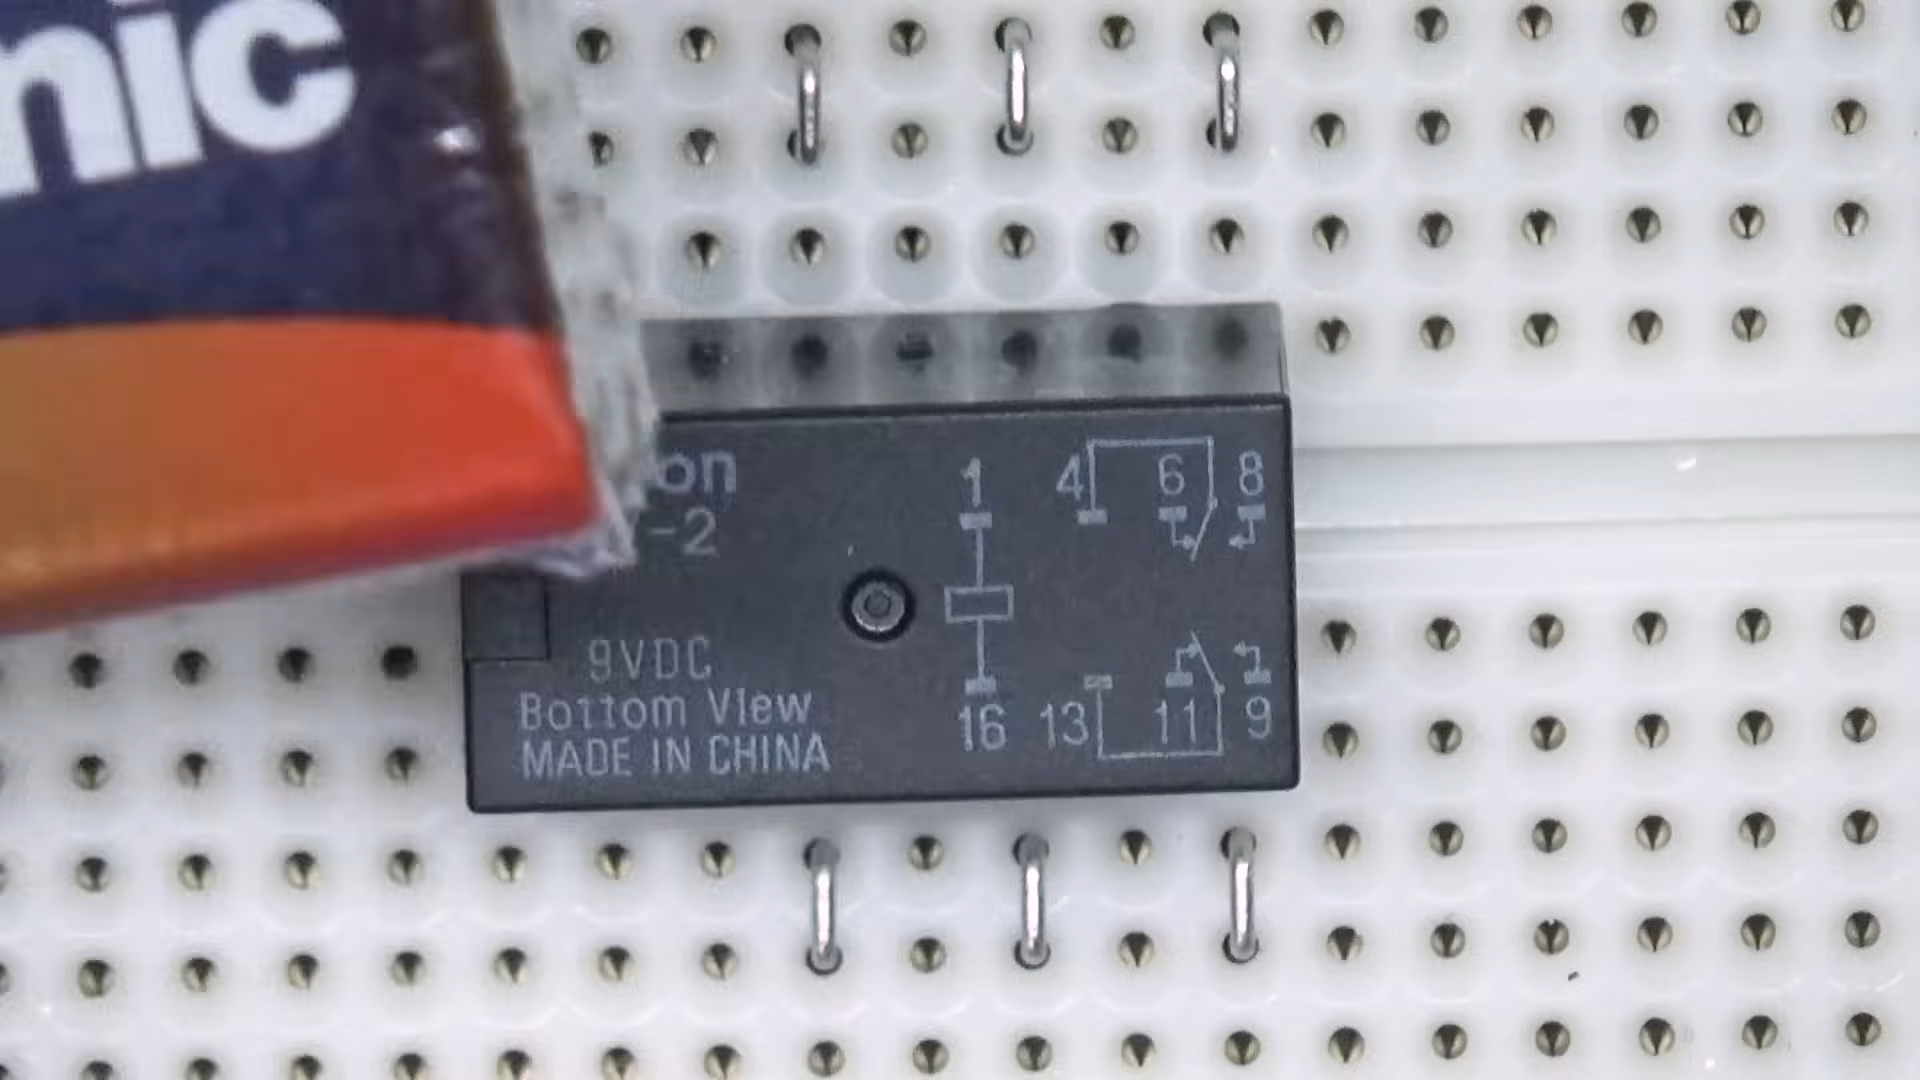 nic
on
-2
1 4 6 8
9VDC
Bottom View
MADE IN CHINA
16 13 11 9